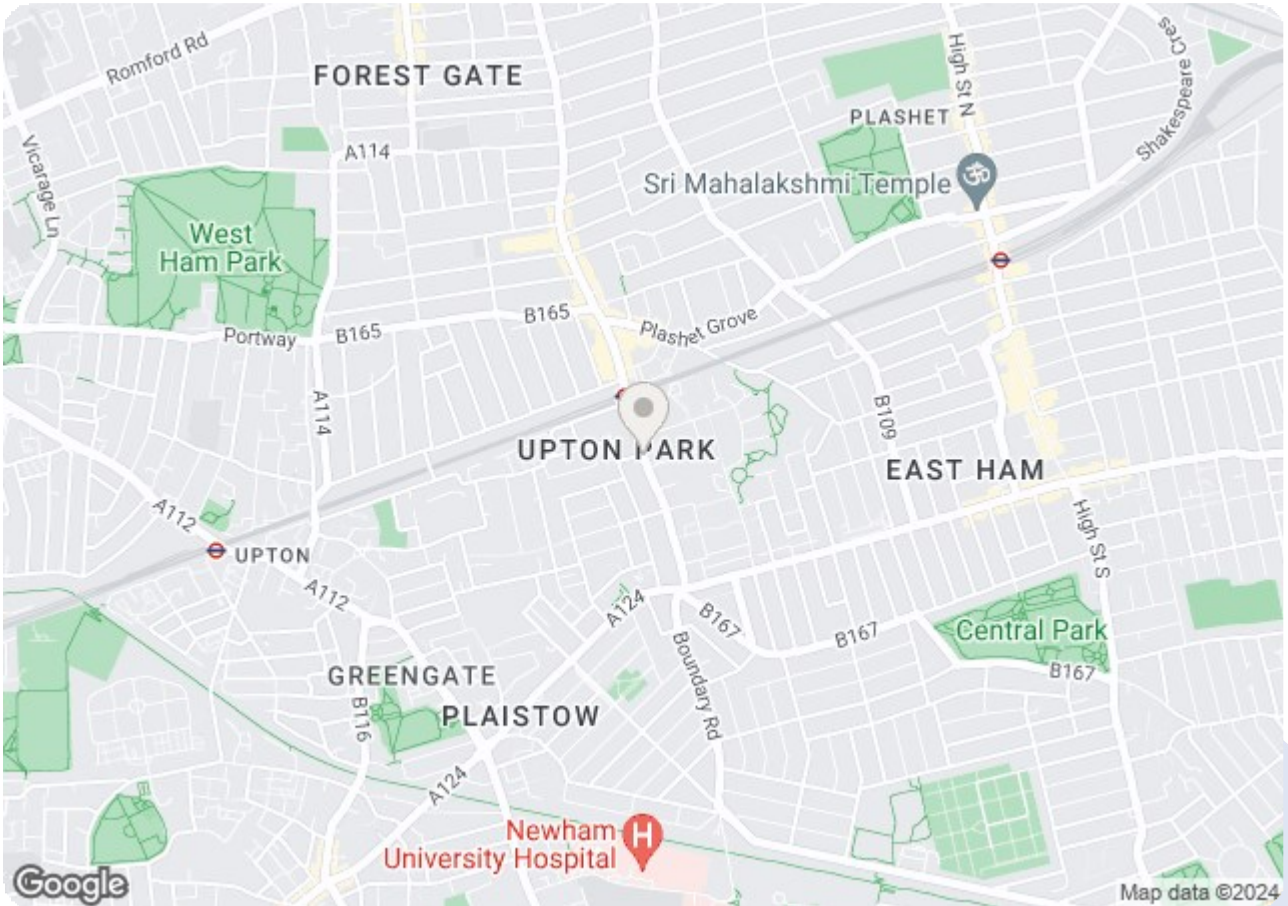 Romford Rd
FOREST GATE
High St N
Shakespeare Cres
PLASHET
A114
Vicarage Ln
Sri Mahalakshmi Temple
West
Ham Park
B165
Plashet Grove
Portway
B165
A114
B109
UPTON PARK
EAST HAM
A112
High St S
UPTON
A112
A124
B167
B167
Central Park
Boundary Rd
B167
GREENGATE
B116
PLAISTOW
A124
Newham
University Hospital
H
Google
Map data ©2024